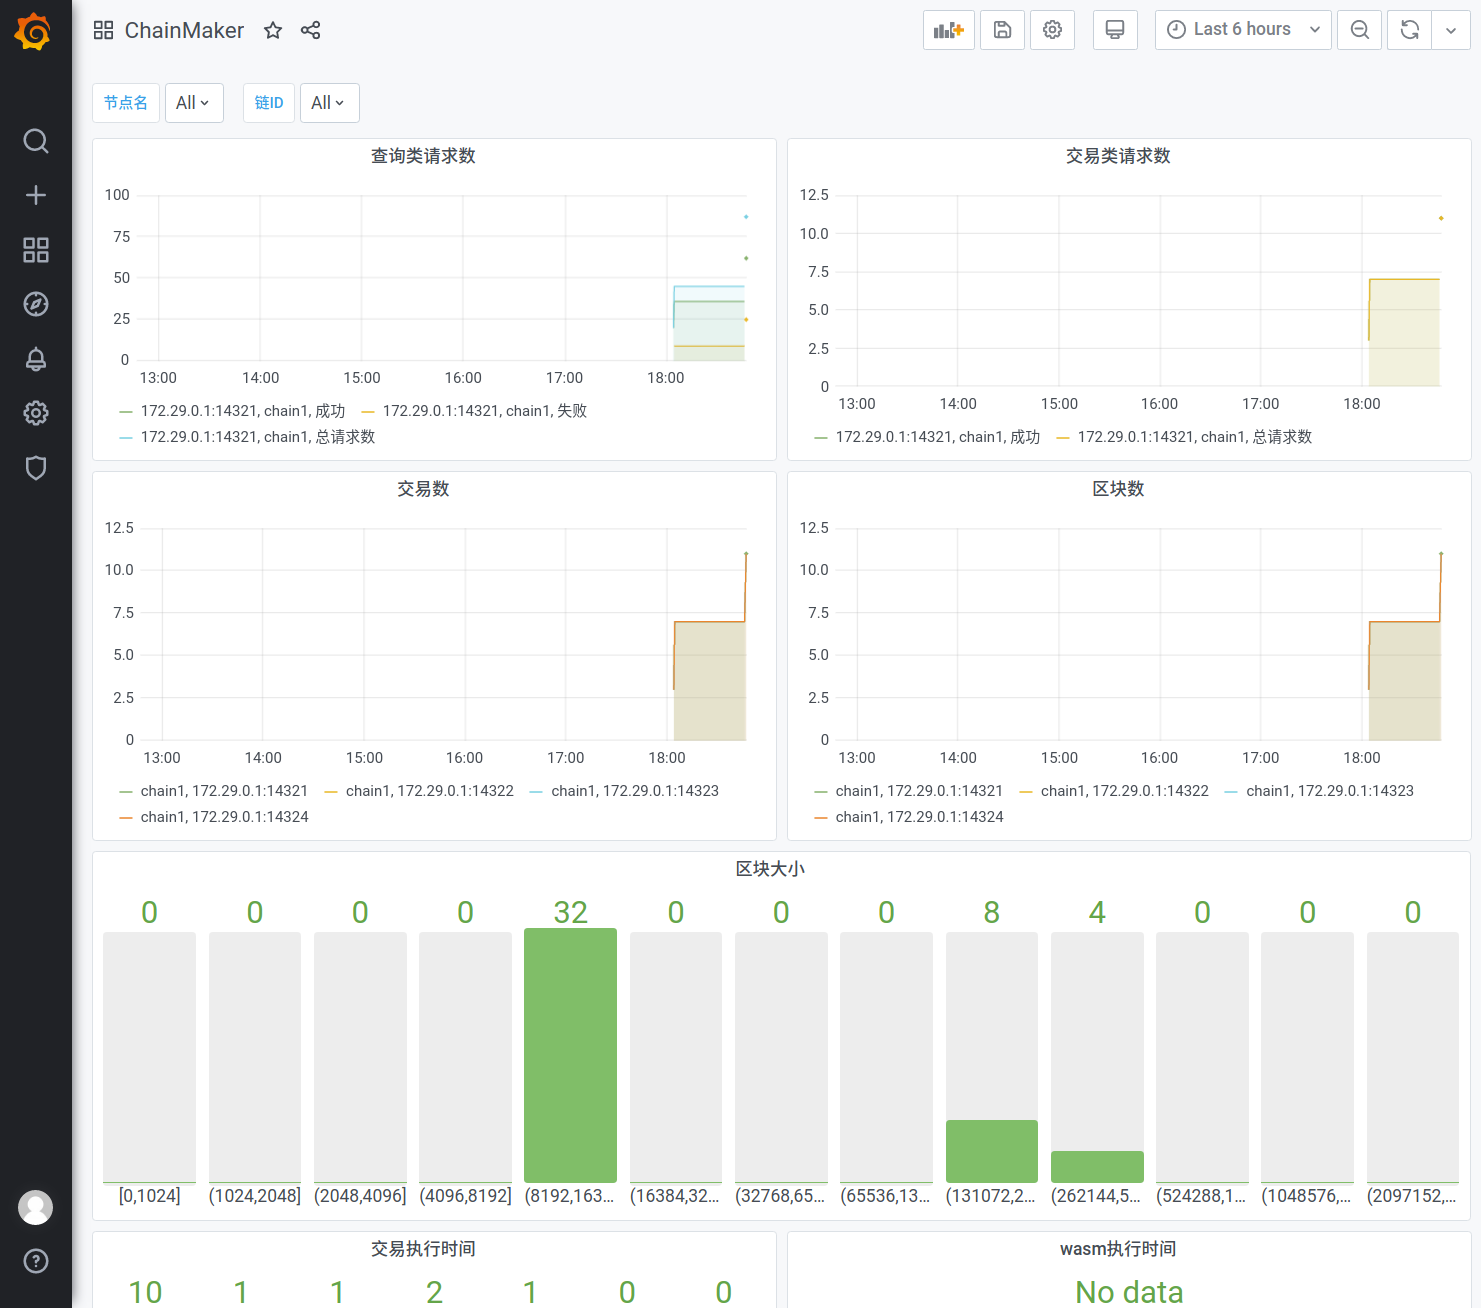 ChainMaker
Last 6 hours
节点名 All 链ID All
查询类请求数
100
75
50
25
0
13:00 14:00 15:00 16:00 17:00 18:00
172.29.0.1:14321, chain1, 成功 172.29.0.1:14321, chain1, 失败
172.29.0.1:14321, chain1, 总请求数
交易类请求数
12.5
10.0
7.5
5.0
2.5
0
13:00 14:00 15:00 16:00 17:00 18:00
172.29.0.1:14321, chain1, 成功 172.29.0.1:14321, chain1, 总请求数
交易数
12.5
10.0
7.5
5.0
2.5
0
13:00 14:00 15:00 16:00 17:00 18:00
chain1, 172.29.0.1:14321 chain1, 172.29.0.1:14322 chain1, 172.29.0.1:14323
chain1, 172.29.0.1:14324
区块数
12.5
10.0
7.5
5.0
2.5
0
13:00 14:00 15:00 16:00 17:00 18:00
chain1, 172.29.0.1:14321 chain1, 172.29.0.1:14322 chain1, 172.29.0.1:14323
chain1, 172.29.0.1:14324
区块大小
0 0 0 0 32 0 0 0 8 4 0 0 0
[0,1024] (1024,2048] (2048,4096] (4096,8192] (8192,163... (16384,32... (32768,65... (65536,13... (131072,2... (262144,5... (524288,1... (1048576,... (2097152,...
交易执行时间
10 1 1 2 1 0 0
wasm执行时间
No data